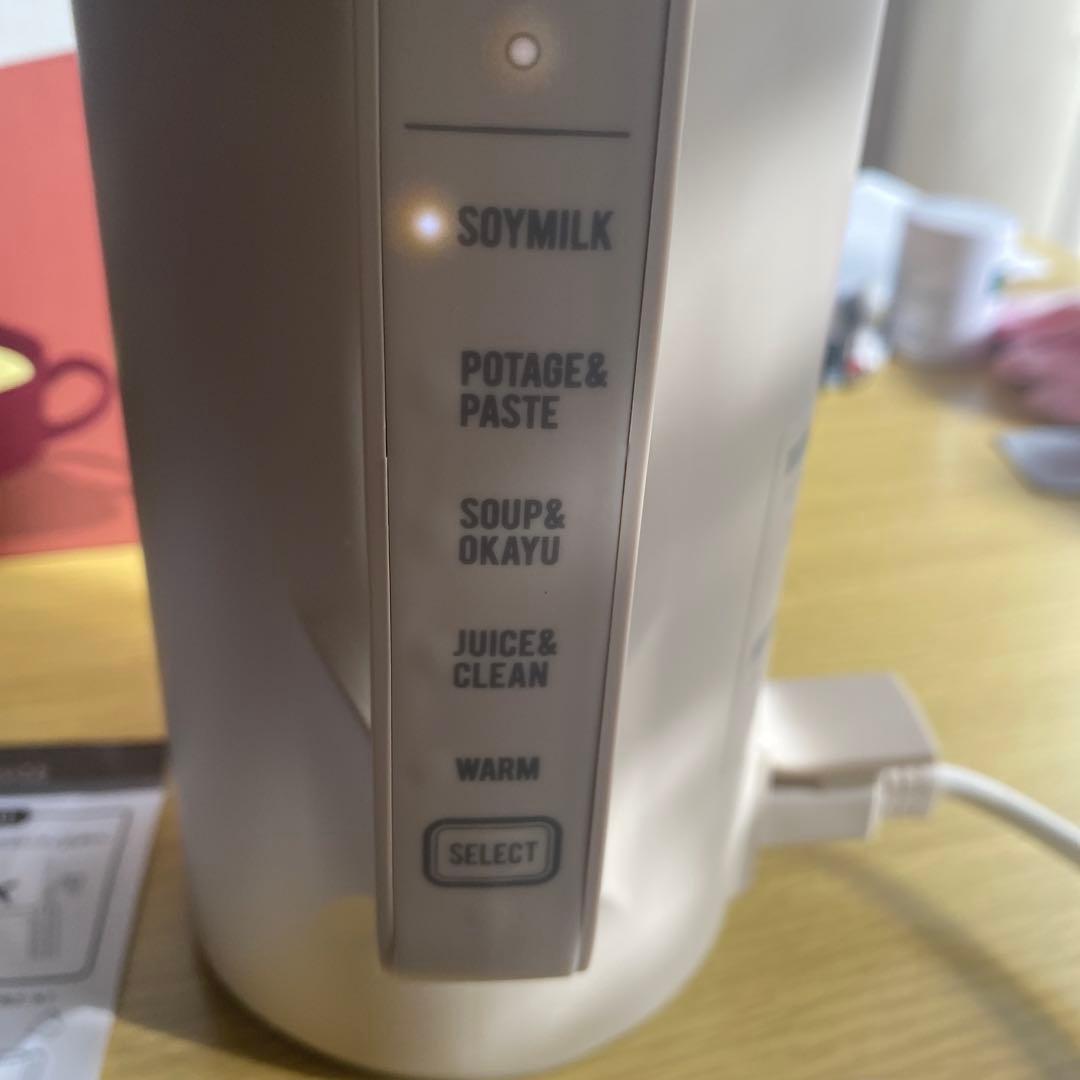 SOYMILK
POTAGE&
PASTE
SOUP&
OKAYU
JUICE&
CLEAN
WARM
SELECT